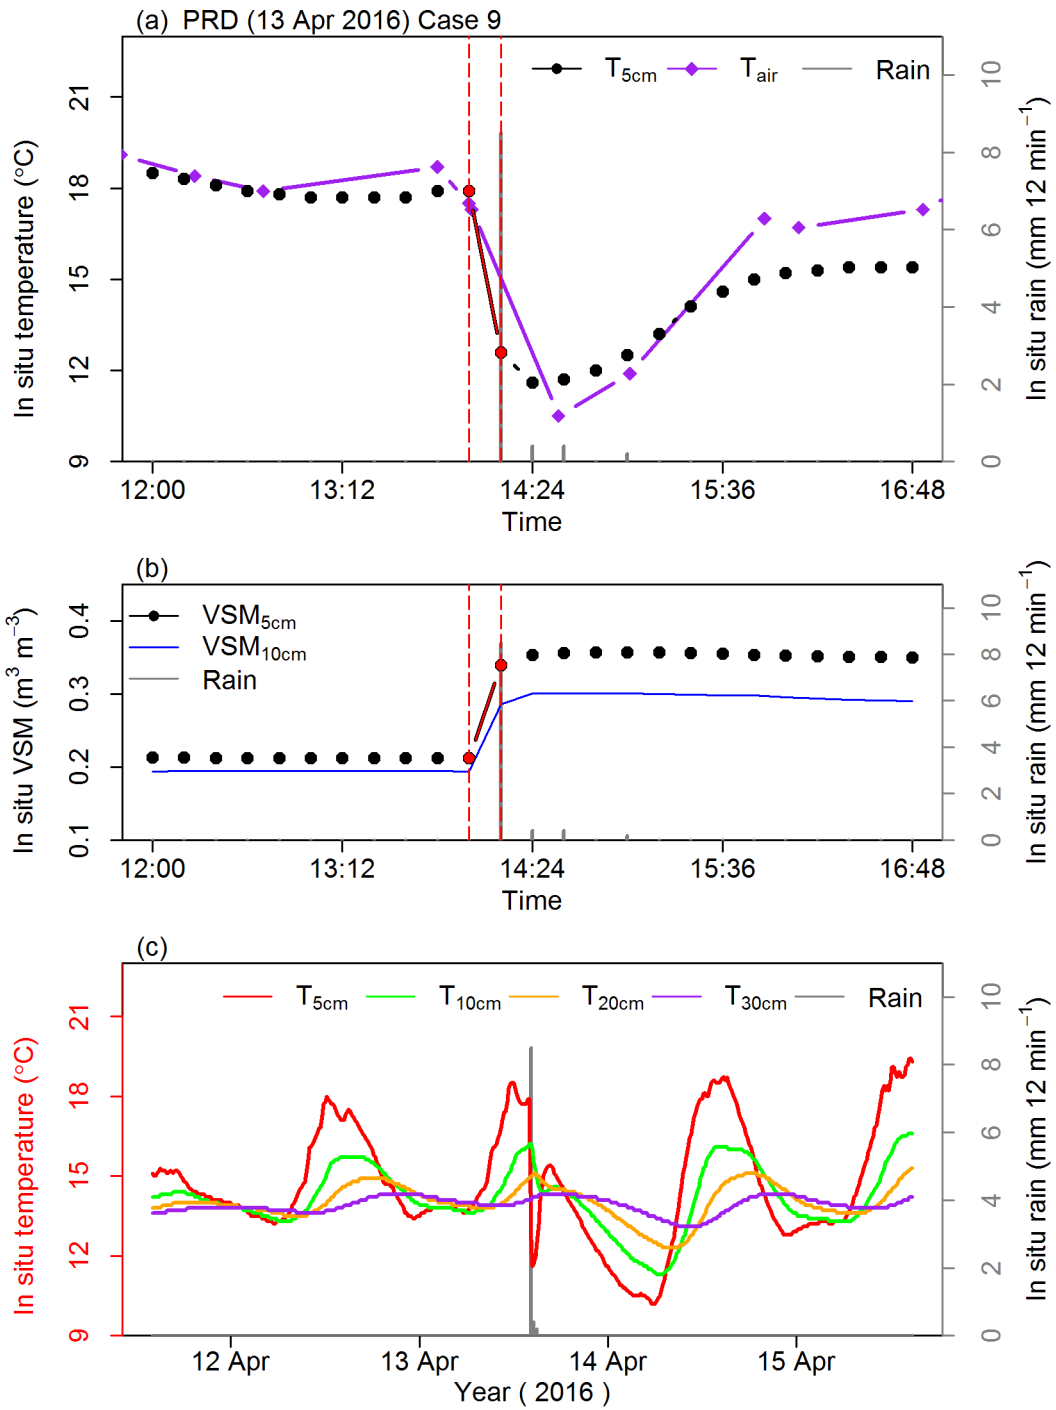 (a) PRD (13 Apr 2016) Case 9
T5cm Tair Rain
In situ temperature (°C)
9 12 15 18 21
In situ rain (mm 12 min−1)
0 2 4 6 8 10
12:00 13:12 14:24 15:36 16:48
Time
(b)
VSM5cm
VSM10cm
Rain
In situ VSM (m3 m−3)
0.1 0.2 0.3 0.4
In situ rain (mm 12 min−1)
0 2 4 6 8 10
12:00 13:12 14:24 15:36 16:48
Time
(c)
T5cm T10cm T20cm T30cm Rain
In situ temperature (°C)
9 12 15 18 21
In situ rain (mm 12 min−1)
0 2 4 6 8 10
12 Apr 13 Apr 14 Apr 15 Apr
Year ( 2016 )